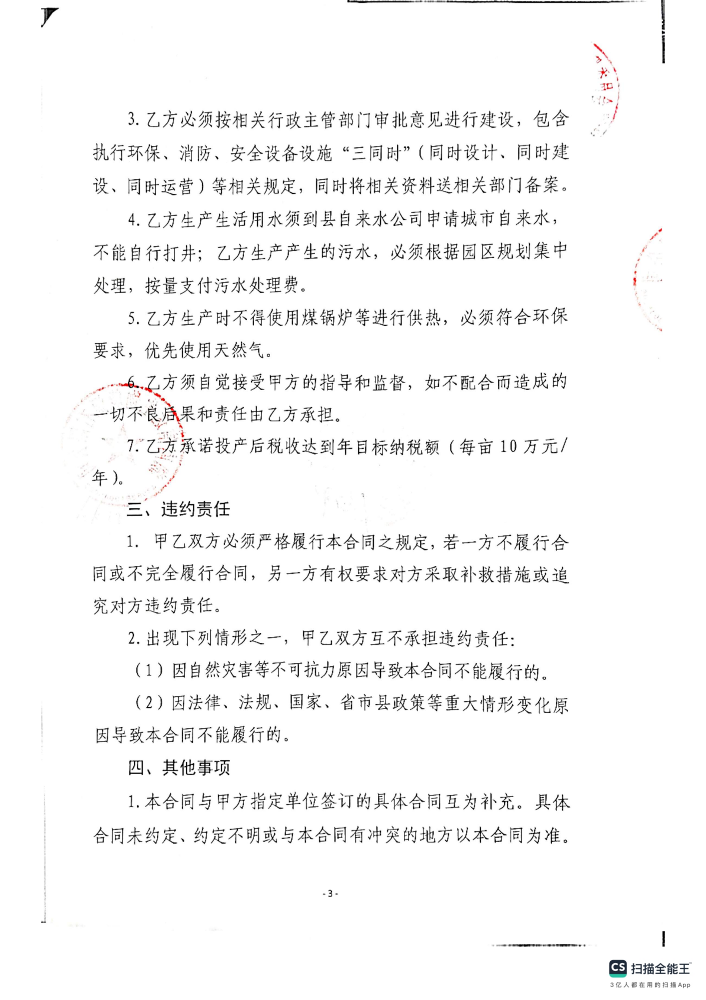 3.乙方必须按相关行政主管部门审批意见进行建设，包含
执行环保、消防、安全设备设施“三同时”（同时设计、同时建
设、同时运营）等相关规定，同时将相关资料送相关部门备案。
4.乙方生产生活用水须到县自来水公司申请城市自来水，
不能自行打井；乙方生产产生的污水，必须根据园区规划集中
处理，按量支付污水处理费。
5.乙方生产时不得使用煤锅炉等进行供热，必须符合环保
要求，优先使用天然气。
6.乙方须自觉接受甲方的指导和监督，如不配合而造成的
一切不良后果和责任由乙方承担。
7.乙方承诺投产后税收达到年目标纳税额（每亩10万元/
年）。
三、违约责任
1. 甲乙双方必须严格履行本合同之规定，若一方不履行合
同或不完全履行合同，另一方有权要求对方采取补救措施或追
究对方违约责任。
2.出现下列情形之一，甲乙双方互不承担违约责任：
（1）因自然灾害等不可抗力原因导致本合同不能履行的。
（2）因法律、法规、国家、省市县政策等重大情形变化原
因导致本合同不能履行的。
四、其他事项
1.本合同与甲方指定单位签订的具体合同互为补充。具体
合同未约定、约定不明或与本合同有冲突的地方以本合同为准。
-3-
CS 扫描全能王™
3亿人都在用的扫描App